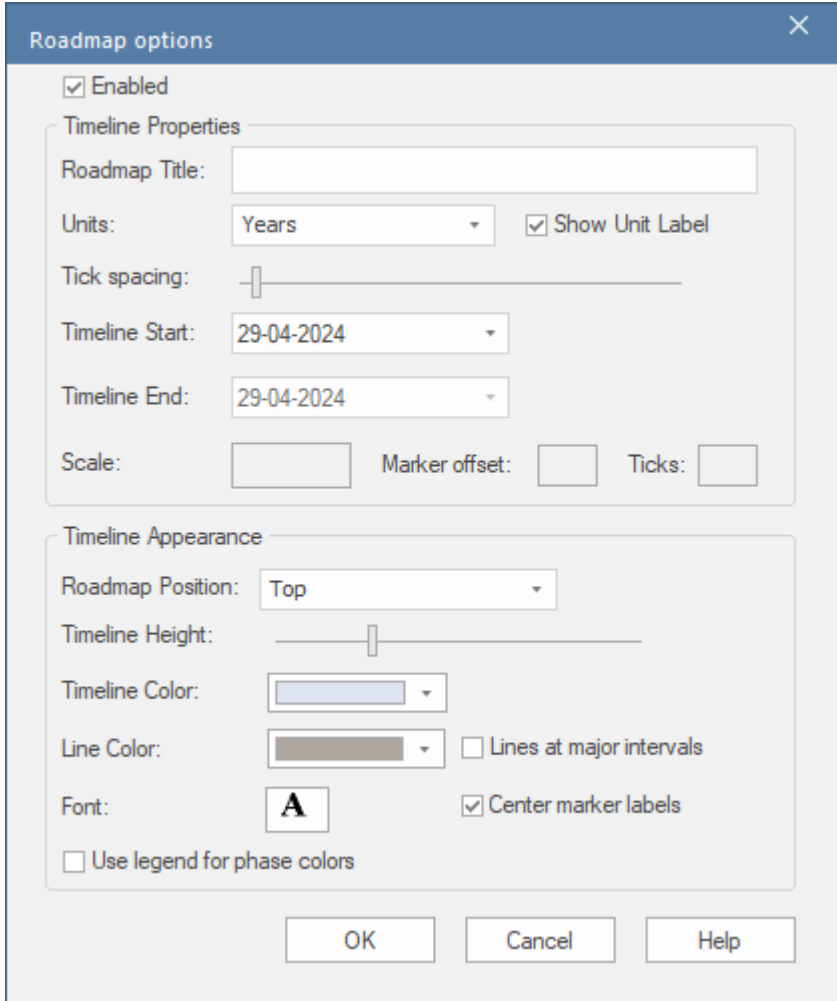 Roadmap options
Enabled
Timeline Properties
Roadmap Title:
Units: Years Show Unit Label
Tick spacing:
Timeline Start: 29-04-2024
Timeline End: 29-04-2024
Scale: Marker offset: Ticks:
Timeline Appearance
Roadmap Position: Top
Timeline Height:
Timeline Color:
Line Color: Lines at major intervals
Font: A Center marker labels
Use legend for phase colors
OK Cancel Help